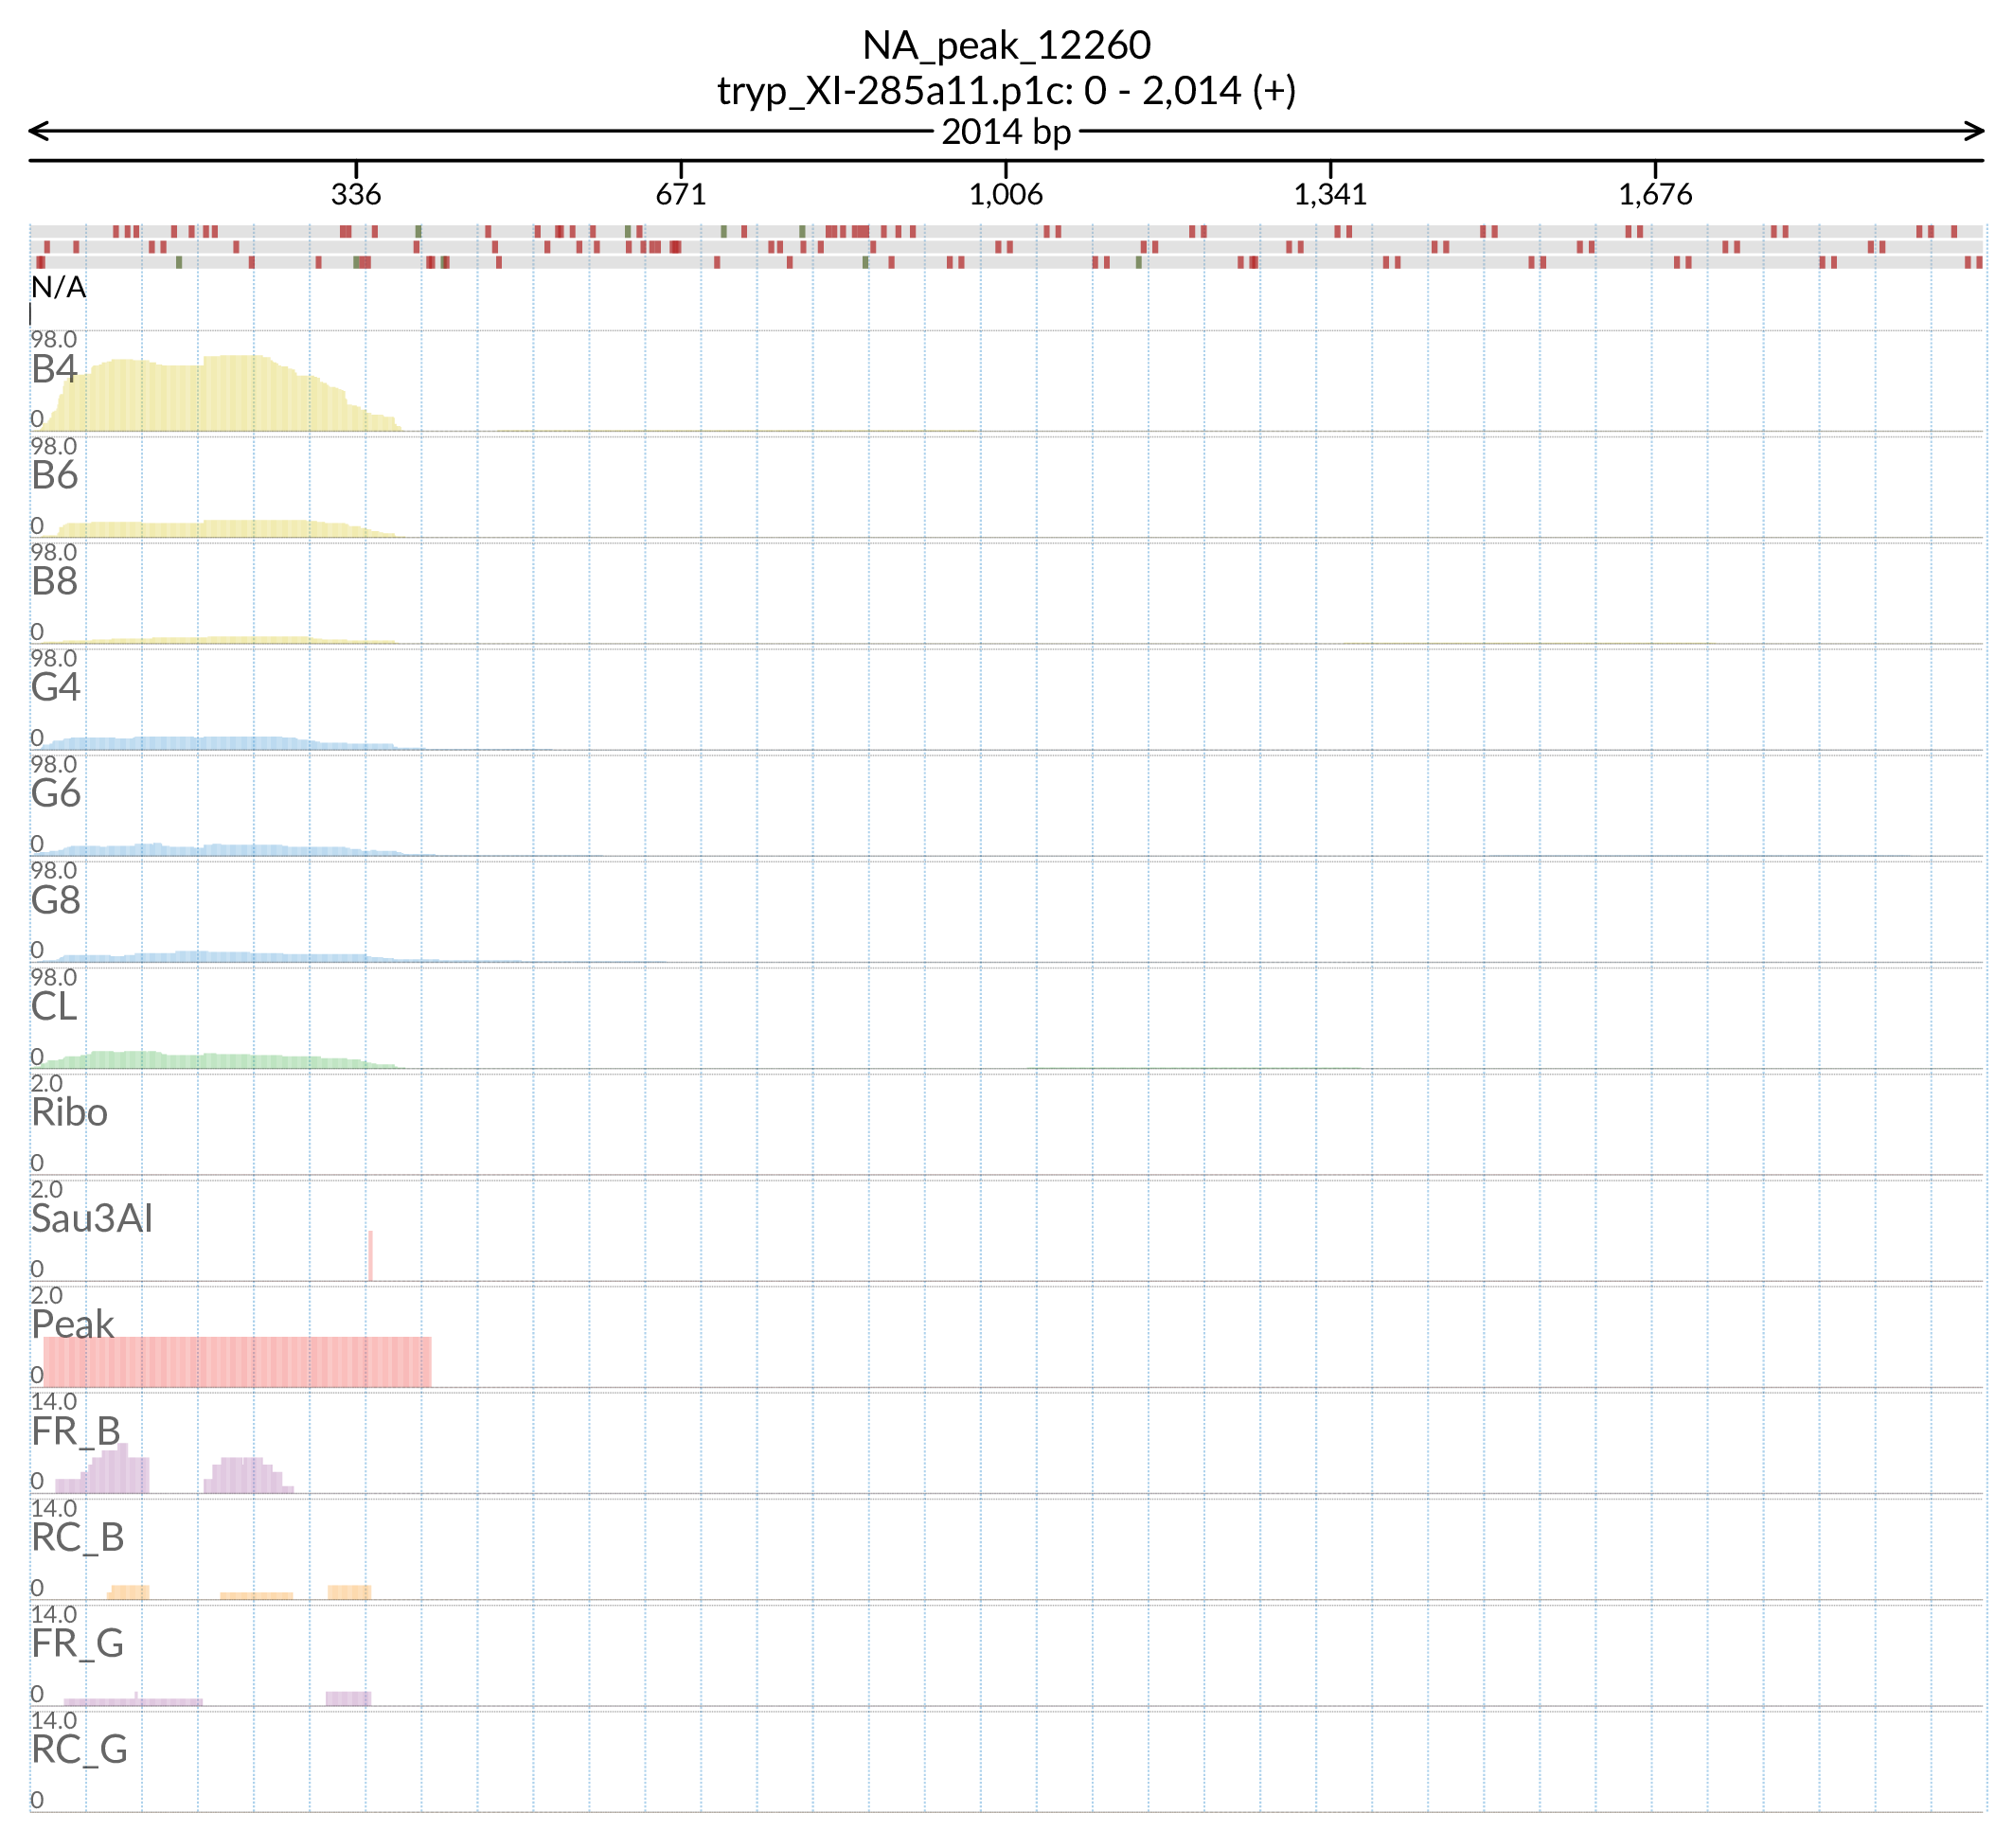 NA_peak_12260
tryp_XI-285a11.p1c: 0 - 2,014 (+)
2014 bp
336 671 1,006 1,341 1,676
N/A
98.0
B4
0
98.0
B6
0
98.0
B8
0
98.0
G4
0
98.0
G6
0
98.0
G8
0
98.0
CL
0
2.0
Ribo
0
2.0
Sau3AI
0
2.0
Peak
0
14.0
FR_B
0
14.0
RC_B
0
14.0
FR_G
0
14.0
RC_G
0